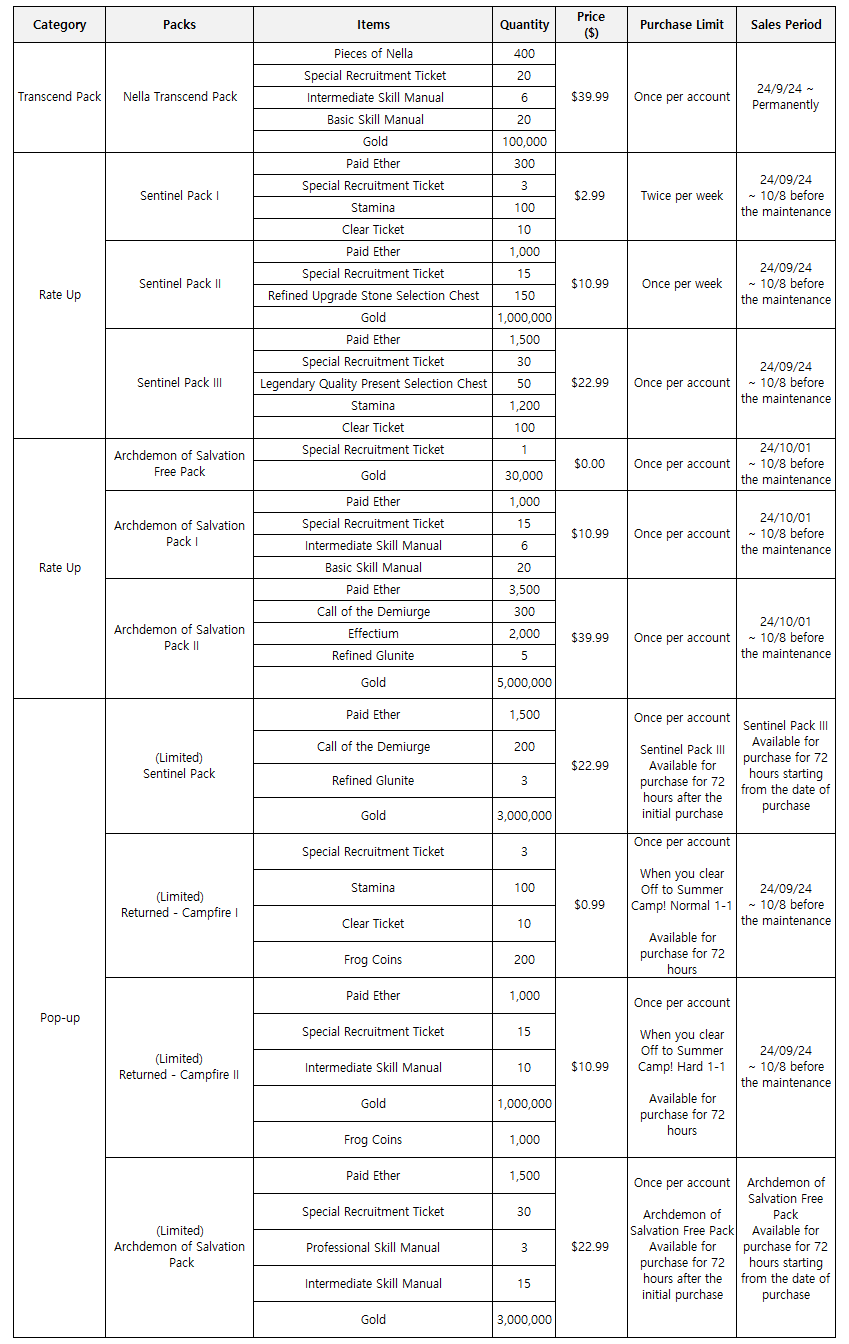 Category Packs Items Quantity Price ($) Purchase Limit Sales Period
Transcend Pack
Nella Transcend Pack
Pieces of Nella 400
Special Recruitment Ticket 20
Intermediate Skill Manual 6
Basic Skill Manual 20
Gold 100,000
$39.99
Once per account
24/9/24 ~
Permanently
Rate Up
Sentinel Pack I
Paid Ether 300
Special Recruitment Ticket 3
Stamina 100
Clear Ticket 10
$2.99
Twice per week
24/09/24
~ 10/8 before
the maintenance
Sentinel Pack II
Paid Ether 1,000
Special Recruitment Ticket 15
Refined Upgrade Stone Selection Chest 150
Gold 1,000,000
$10.99
Once per week
24/09/24
~ 10/8 before
the maintenance
Sentinel Pack III
Paid Ether 1,500
Special Recruitment Ticket 30
Legendary Quality Present Selection Chest 50
Stamina 1,200
Clear Ticket 100
$22.99
Once per account
24/09/24
~ 10/8 before
the maintenance
Rate Up
Archdemon of Salvation
Free Pack
Special Recruitment Ticket 1
Gold 30,000
$0.00
Once per account
24/10/01
~ 10/8 before
the maintenance
Archdemon of Salvation
Pack I
Paid Ether 1,000
Special Recruitment Ticket 15
Intermediate Skill Manual 6
Basic Skill Manual 20
$10.99
Once per account
24/10/01
~ 10/8 before
the maintenance
Archdemon of Salvation
Pack II
Paid Ether 3,500
Call of the Demiurge 300
Effectium 2,000
Refined Glunite 5
Gold 5,000,000
$39.99
Once per account
24/10/01
~ 10/8 before
the maintenance
Pop-up
(Limited)
Sentinel Pack
Paid Ether 1,500
Call of the Demiurge 200
Refined Glunite 3
Gold 3,000,000
$22.99
Once per account
Sentinel Pack III
Available for
purchase for 72
hours after the
initial purchase
Sentinel Pack III
Available for
purchase for 72
hours starting
from the date of
purchase
(Limited)
Returned - Campfire I
Special Recruitment Ticket 3
Stamina 100
Clear Ticket 10
Frog Coins 200
$0.99
Once per account
When you clear
Off to Summer
Camp! Normal 1-1
Available for
purchase for 72
hours
24/09/24
~ 10/8 before
the maintenance
(Limited)
Returned - Campfire II
Paid Ether 1,000
Special Recruitment Ticket 15
Intermediate Skill Manual 10
Gold 1,000,000
Frog Coins 1,000
$10.99
Once per account
When you clear
Off to Summer
Camp! Hard 1-1
Available for
purchase for 72
hours
24/09/24
~ 10/8 before
the maintenance
(Limited)
Archdemon of Salvation
Pack
Paid Ether 1,500
Special Recruitment Ticket 30
Professional Skill Manual 3
Intermediate Skill Manual 15
Gold 3,000,000
$22.99
Once per account
Archdemon of
Salvation Free Pack
Available for
purchase for 72
hours after the
initial purchase
Archdemon of
Salvation Free
Pack
Available for
purchase for 72
hours starting
from the date of
purchase